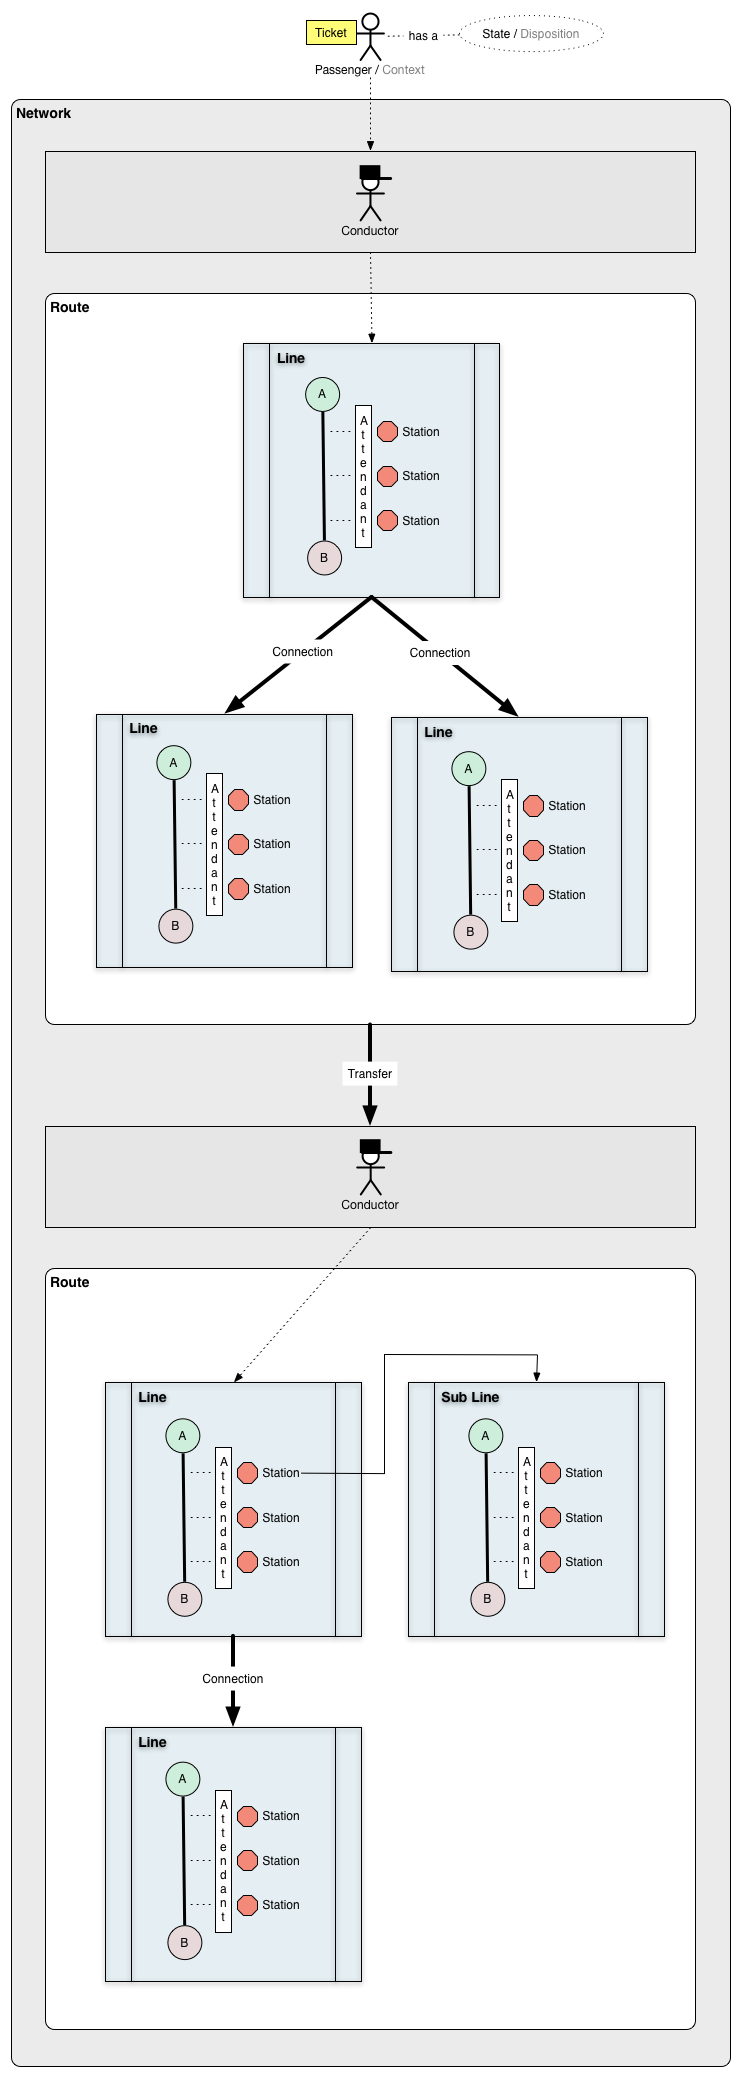 Ticket
has a
State / Disposition
Passenger / Context
Network
Conductor
Route
Line
A
Attendant
Station
Station
Station
B
Connection
Connection
Line
A
Attendant
Station
Station
Station
B
Line
A
Attendant
Station
Station
Station
B
Transfer
Conductor
Route
Line
A
Attendant
Station
Station
Station
B
Sub Line
A
Attendant
Station
Station
Station
B
Connection
Line
A
Attendant
Station
Station
Station
B